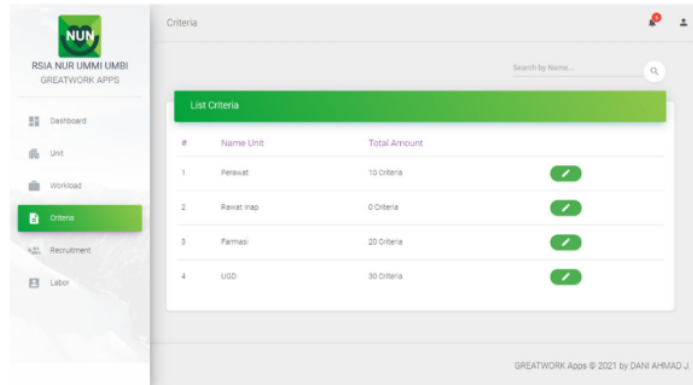 NUN
RSIA NUR UMMI UMBI
GREATWORK APPS
Dashboard
Unit
Workload
Criteria
Recruitment
Labor
Criteria
Search by Name...
List Criteria
# Name Unit Total Amount
1 Perawat 10 Criteria
2 Rawat Inap 0 Criteria
3 Farmasi 20 Criteria
4 UGD 30 Criteria
GREATWORK Apps © 2021 by DANI AHMAD J.